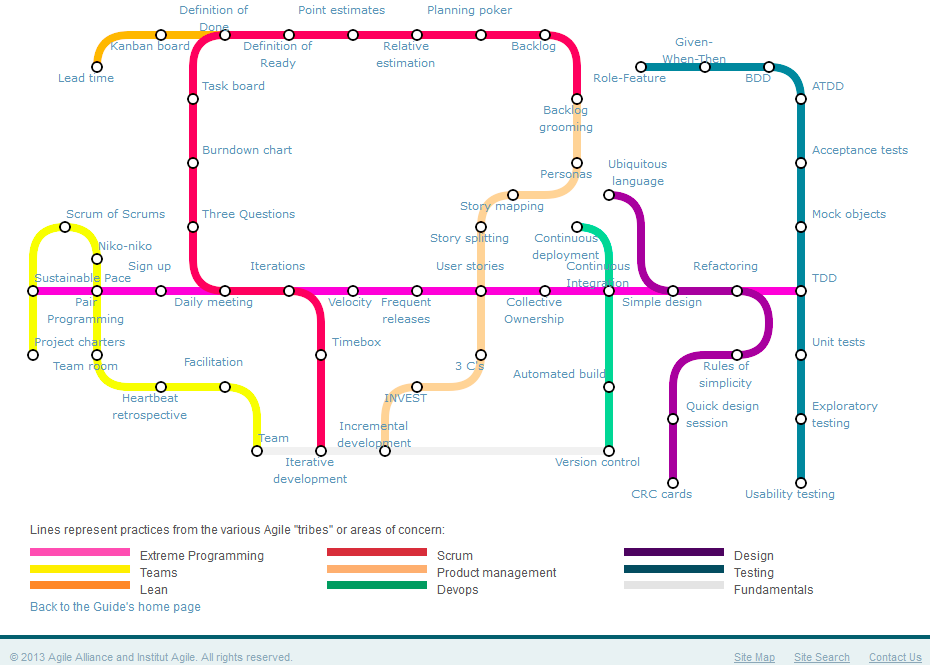 Definition of
Done
Point estimates
Planning poker
Kanban board
Definition of
Ready
Relative
estimation
Backlog
Given-
When-Then
Lead time
Role-Feature
BDD
ATDD
Task board
Backlog
grooming
Burndown chart
Acceptance tests
Personas
Ubiquitous
language
Story mapping
Scrum of Scrums
Three Questions
Mock objects
Niko-niko
Story splitting
Continuous
deployment
Sign up
Iterations
User stories
Continuous
Integration
Refactoring
Sustainable Pace
TDD
Pair
Programming
Daily meeting
Velocity
Frequent
releases
Collective
Ownership
Simple design
Project charters
Timebox
Unit tests
Team room
Facilitation
3 C's
Automated build
Rules of
simplicity
Heartbeat
retrospective
INVEST
Quick design
session
Exploratory
testing
Team
Incremental
development
Iterative
development
Version control
CRC cards
Usability testing
Lines represent practices from the various Agile "tribes" or areas of concern:
Extreme Programming
Scrum
Design
Teams
Product management
Testing
Lean
Devops
Fundamentals
Back to the Guide's home page
© 2013 Agile Alliance and Institut Agile. All rights reserved.
Site Map
Site Search
Contact Us